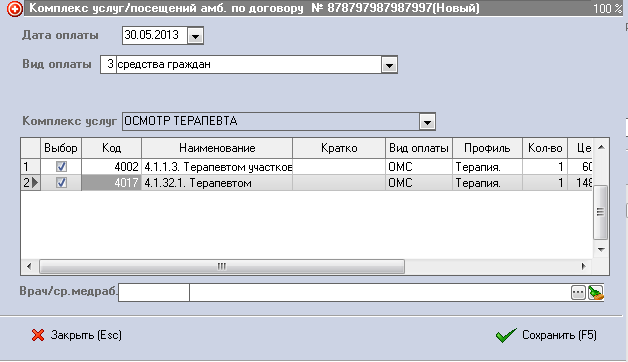 Комплекс услуг/посещений амб. по договору № 878797987987997(Новый) 100 %
Дата оплаты 30.05.2013
Вид оплаты 3 средства граждан
Комплекс услуг ОСМОТР ТЕРАПЕВТА
Выбор Код Наименование Кратко Вид оплаты Профиль Кол-во Це
1 4002 4.1.1.3. Терапевтом участков ОМС Терапия. 1 60
2 4017 4.1.32.1. Терапевтом ОМС Терапия. 1 148
Врач/ср.медраб.
Закрыть (Esc) Сохранить (F5)